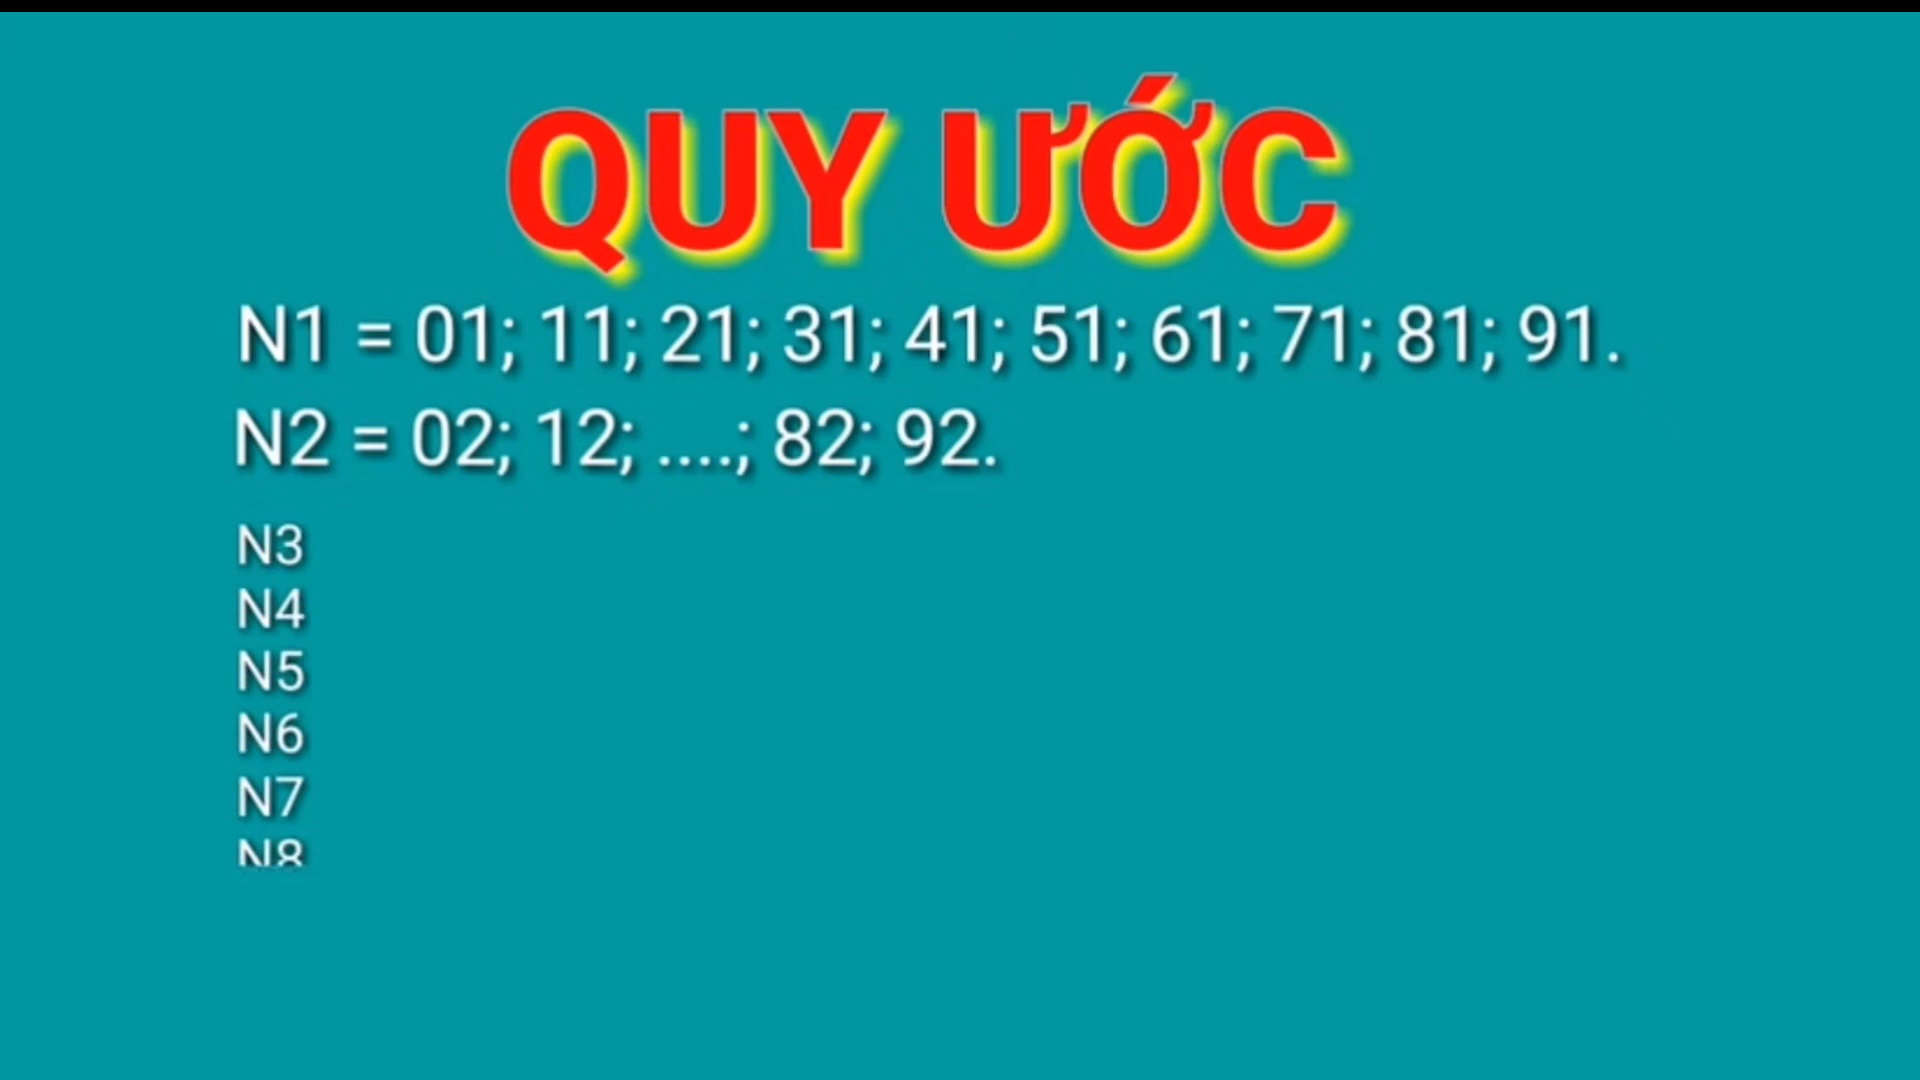 QUY ƯỚC
N1 = 01; 11; 21; 31; 41; 51; 61; 71; 81; 91.
N2 = 02; 12; ....; 82; 92.
N3
N4
N5
N6
N7
N8